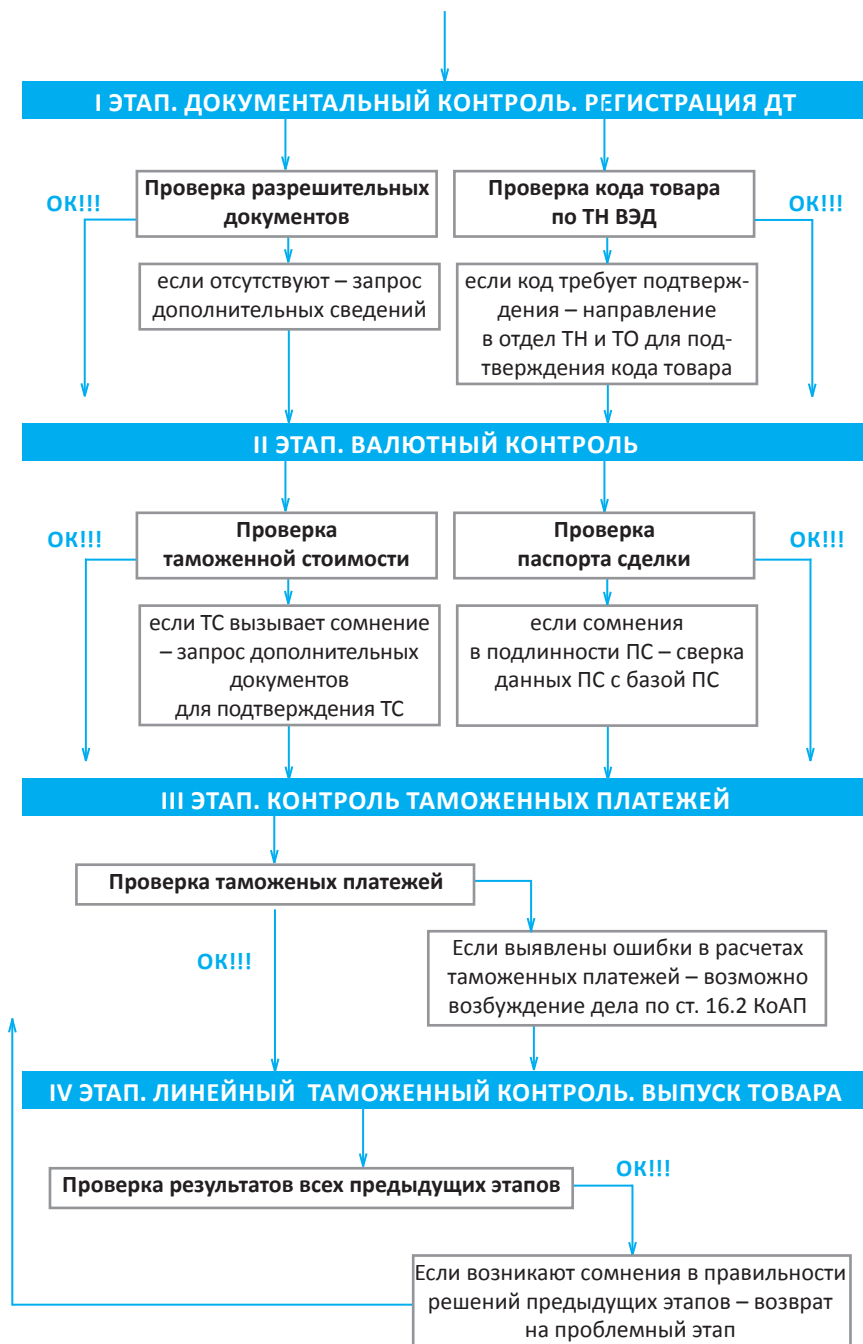 I ЭТАП. ДОКУМЕНТАЛЬНЫЙ КОНТРОЛЬ. РЕГИСТРАЦИЯ ДТ
ОК!!!
Проверка разрешительных
документов
Проверка кода товара
по ТН ВЭД
ОК!!!
если отсутствуют – запрос
дополнительных сведений
если код требует подтверж-
дения – направление
в отдел ТН и ТО для под-
тверждения кода товара
II ЭТАП. ВАЛЮТНЫЙ КОНТРОЛЬ
ОК!!!
Проверка
таможенной стоимости
Проверка
паспорта сделки
ОК!!!
если ТС вызывает сомнение
– запрос дополнительных
документов
для подтверждения ТС
если сомнения
в подлинности ПС – сверка
данных ПС с базой ПС
III ЭТАП. КОНТРОЛЬ ТАМОЖЕННЫХ ПЛАТЕЖЕЙ
Проверка таможеных платежей
ОК!!!
Если выявлены ошибки в расчетах
таможенных платежей – возможно
возбуждение дела по ст. 16.2 КоАП
IV ЭТАП. ЛИНЕЙНЫЙ ТАМОЖЕННЫЙ КОНТРОЛЬ. ВЫПУСК ТОВАРА
Проверка результатов всех предыдущих этапов
ОК!!!
Если возникают сомнения в правильности
решений предыдущих этапов – возврат
на проблемный этап